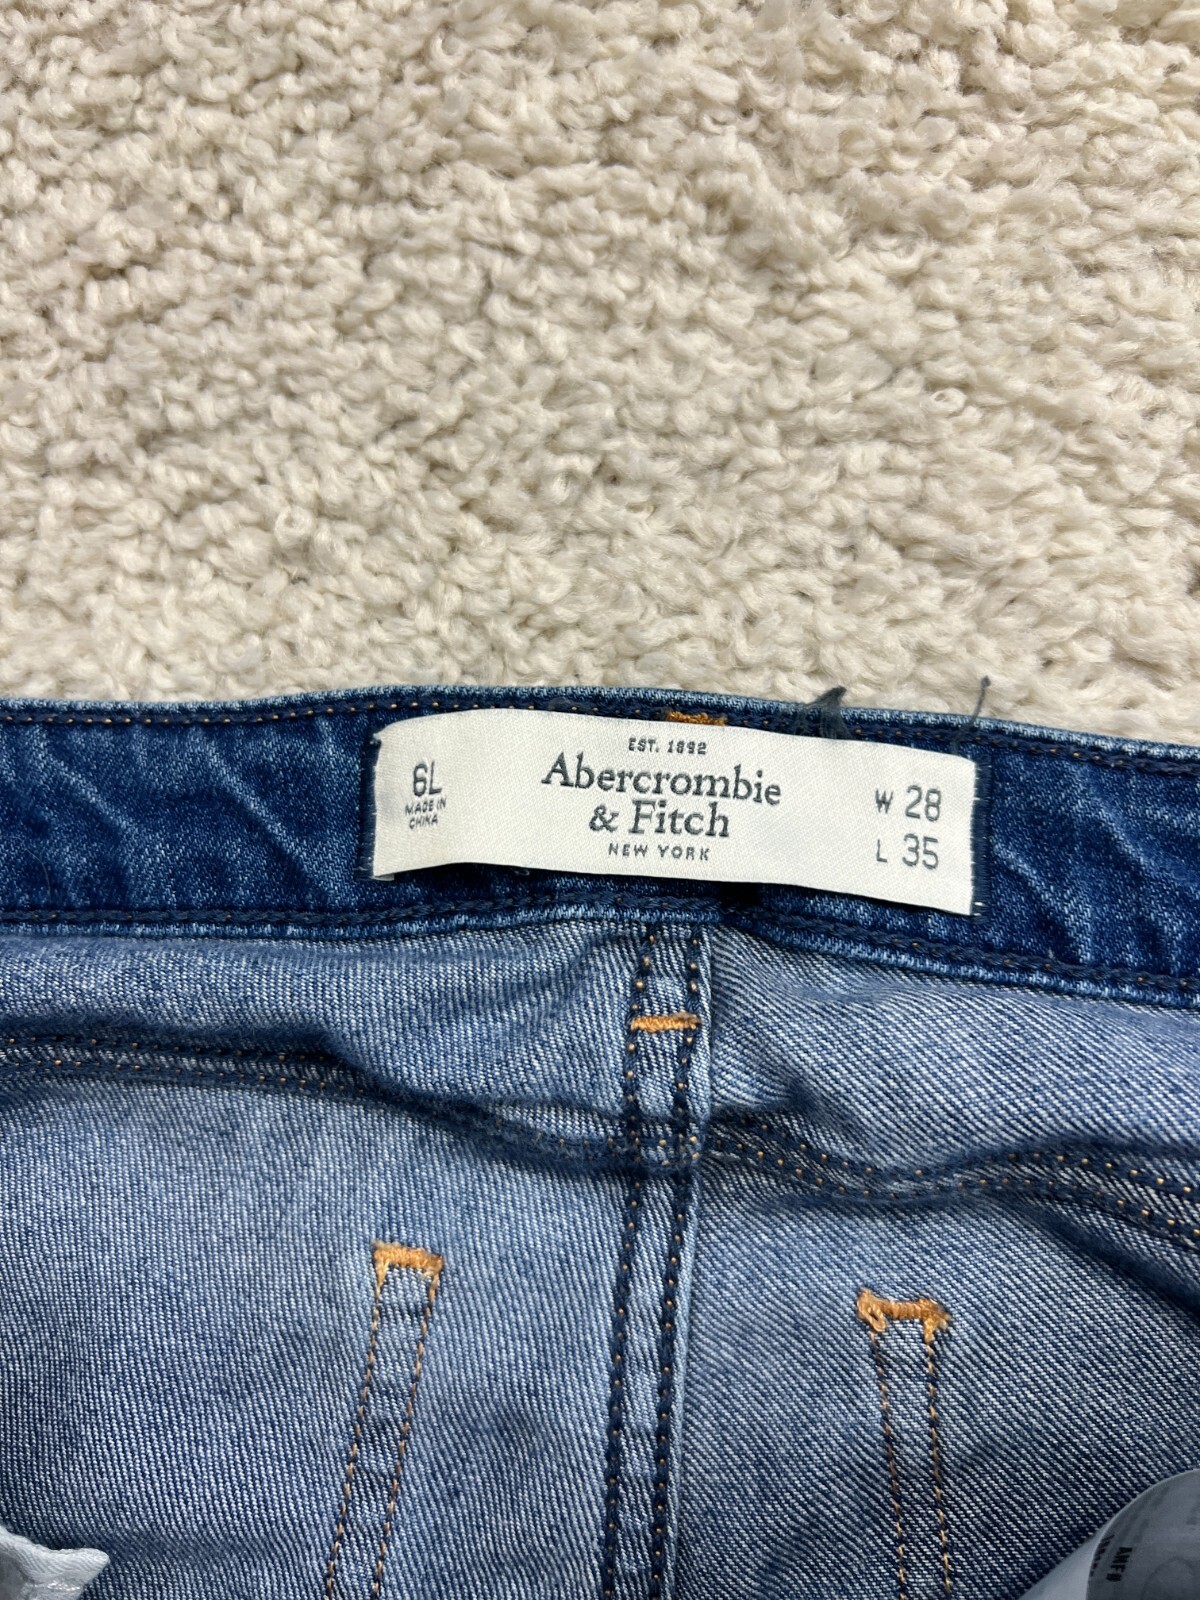 6L
MADE IN
CHINA
EST. 1892
Abercrombie
& Fitch
NEW YORK
W 28
L 35